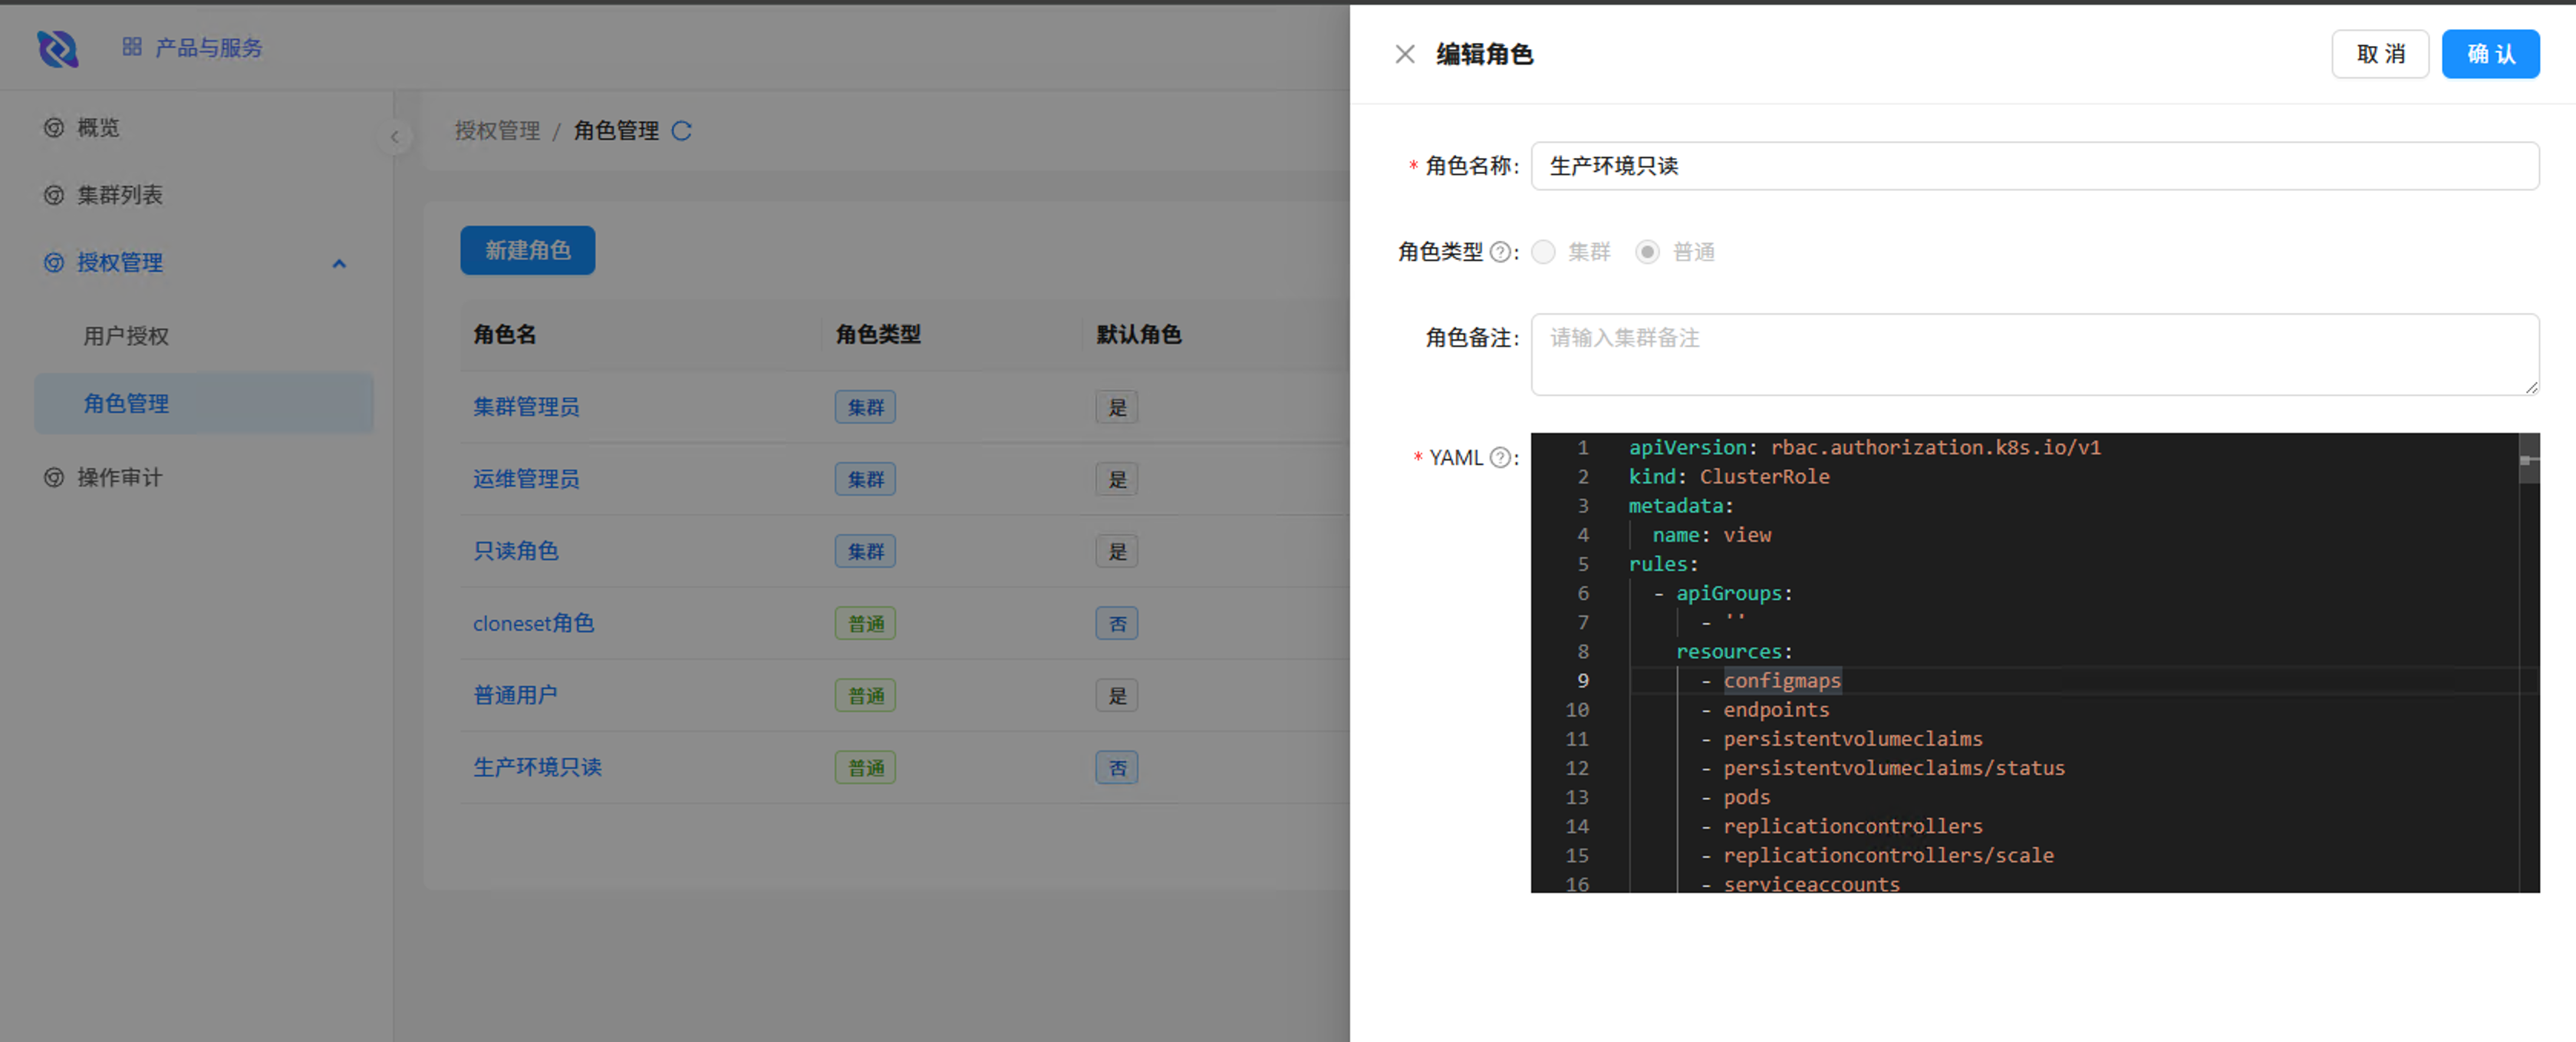 产品与服务
概览
集群列表
授权管理
用户授权
角色管理
操作审计
授权管理 / 角色管理
新建角色
角色名 角色类型 默认角色
集群管理员 集群 是
运维管理员 集群 是
只读角色 集群 是
cloneset角色 普通 否
普通用户 普通 是
生产环境只读 普通 否
编辑角色
取 消 确 认
* 角色名称: 生产环境只读
角色类型: 集群 普通
角色备注: 请输入集群备注
* YAML:
1 apiVersion: rbac.authorization.k8s.io/v1
2 kind: ClusterRole
3 metadata:
4 name: view
5 rules:
6 - apiGroups:
7 - ''
8 resources:
9 - configmaps
10 - endpoints
11 - persistentvolumeclaims
12 - persistentvolumeclaims/status
13 - pods
14 - replicationcontrollers
15 - replicationcontrollers/scale
16 - serviceaccounts